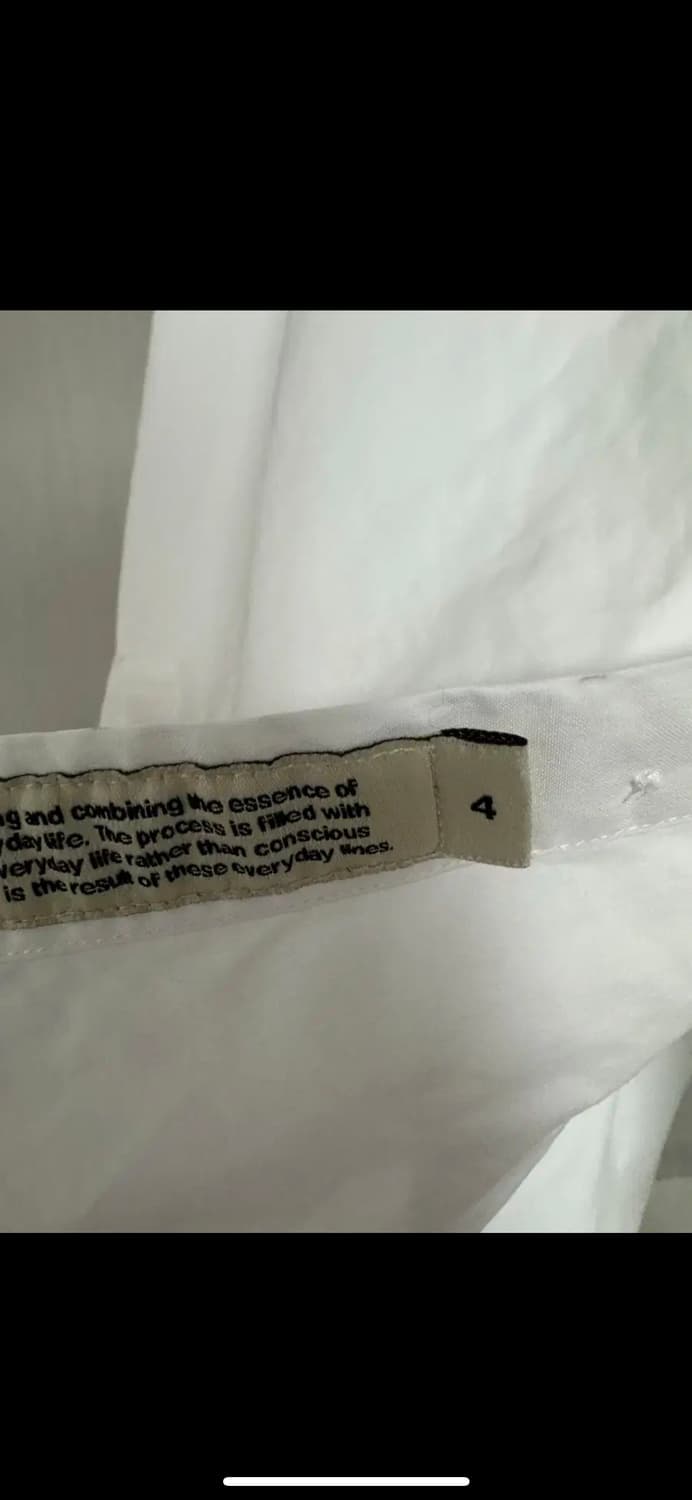 g and combining the essence of
day life. The process is filled with
veryday life rather than conscious
is the result of these everyday lines.
4